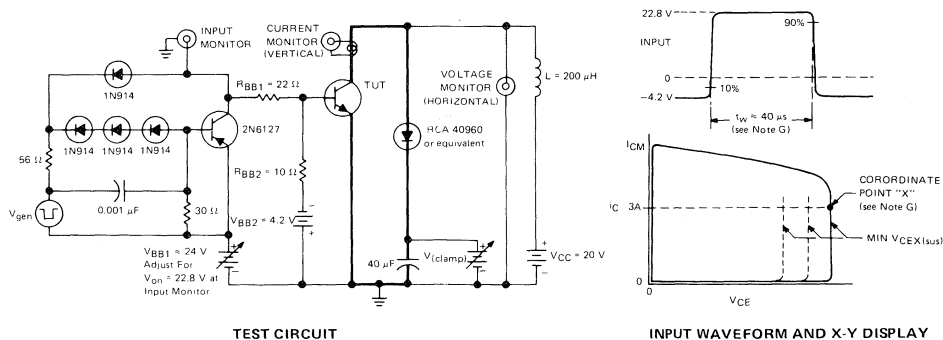 INPUT
MONITOR
CURRENT
MONITOR
(VERTICAL)
1N914
RBB1 = 22 Ω
TUT
VOLTAGE
MONITOR
(HORIZONTAL)
L = 200 μH
2N6127
1N914 1N914 1N914
RCA 40960
or equivalent
56 Ω
RBB2 = 10 Ω
0.001 μF
30 Ω
Vgen
VBB2 = 4.2 V
VBB1 ≈ 24 V
Adjust For
Von = 22.8 V at
Input Monitor
40 μF
V(clamp)
VCC = 20 V
TEST CIRCUIT
22.8 V
90%
INPUT
0
−4.2 V
10%
tw ≈ 40 μs
(see Note G)
ICM
CORORDINATE
POINT "X"
(see Note G)
IC 3A
MIN VCEX(sus)
0
0
VCE
INPUT WAVEFORM AND X-Y DISPLAY